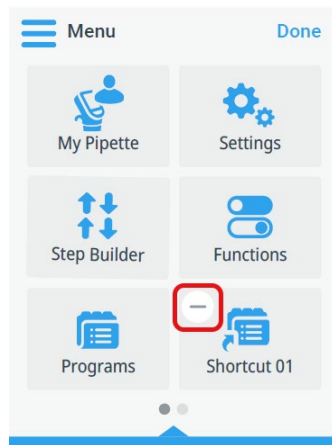 Menu Done
My Pipette Settings
Step Builder Functions
Programs Shortcut 01